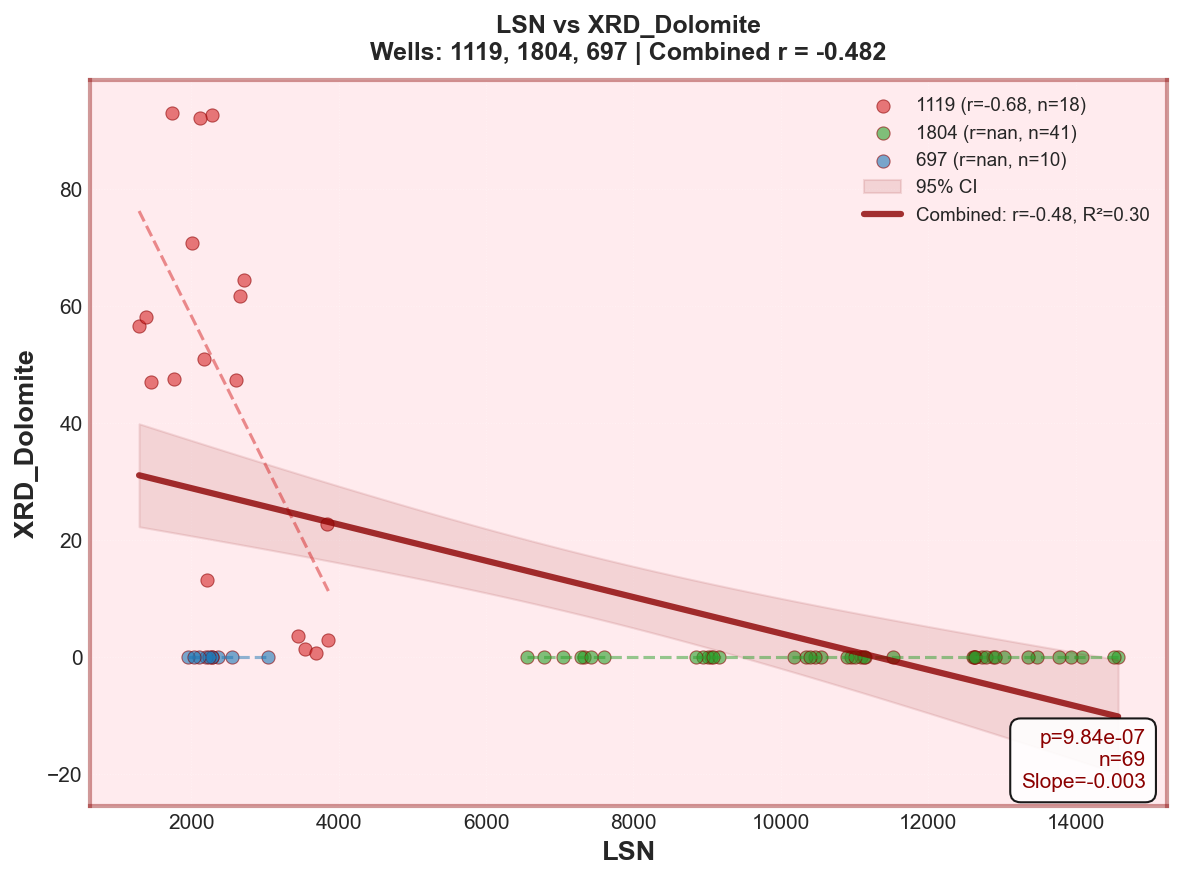 LSN vs XRD_Dolomite
Wells: 1119, 1804, 697 | Combined r = -0.482
1119 (r=-0.68, n=18)
1804 (r=nan, n=41)
697 (r=nan, n=10)
95% CI
Combined: r=-0.48, R²=0.30
XRD_Dolomite
80
60
40
20
0
−20
p=9.84e-07
n=69
Slope=-0.003
2000 4000 6000 8000 10000 12000 14000
LSN